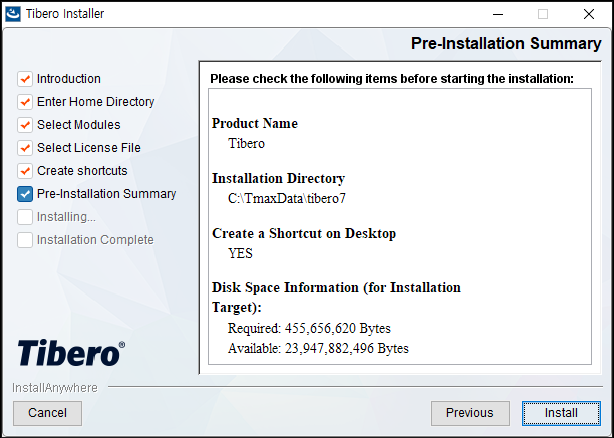 Tibero Installer
Pre-Installation Summary
Introduction
Enter Home Directory
Select Modules
Select License File
Create shortcuts
Pre-Installation Summary
Installing...
Installation Complete
Please check the following items before starting the installation:
Product Name
Tibero
Installation Directory
C:\TmaxData\tibero7
Create a Shortcut on Desktop
YES
Disk Space Information (for Installation
Target):
Required: 455,656,620 Bytes
Available: 23,947,882,496 Bytes
Tibero®
InstallAnywhere
Cancel
Previous
Install